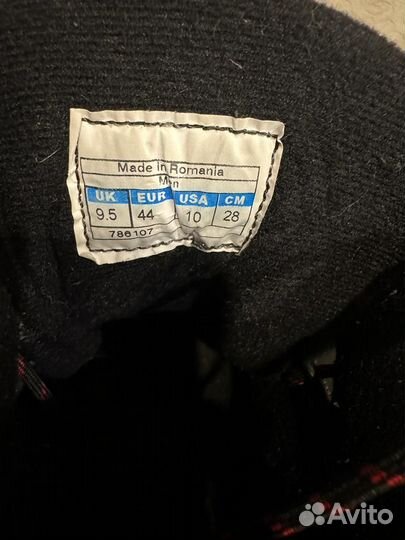 Made in Romania
Men
UK EUR USA CM
9.5 44 10 28
786107
Avito